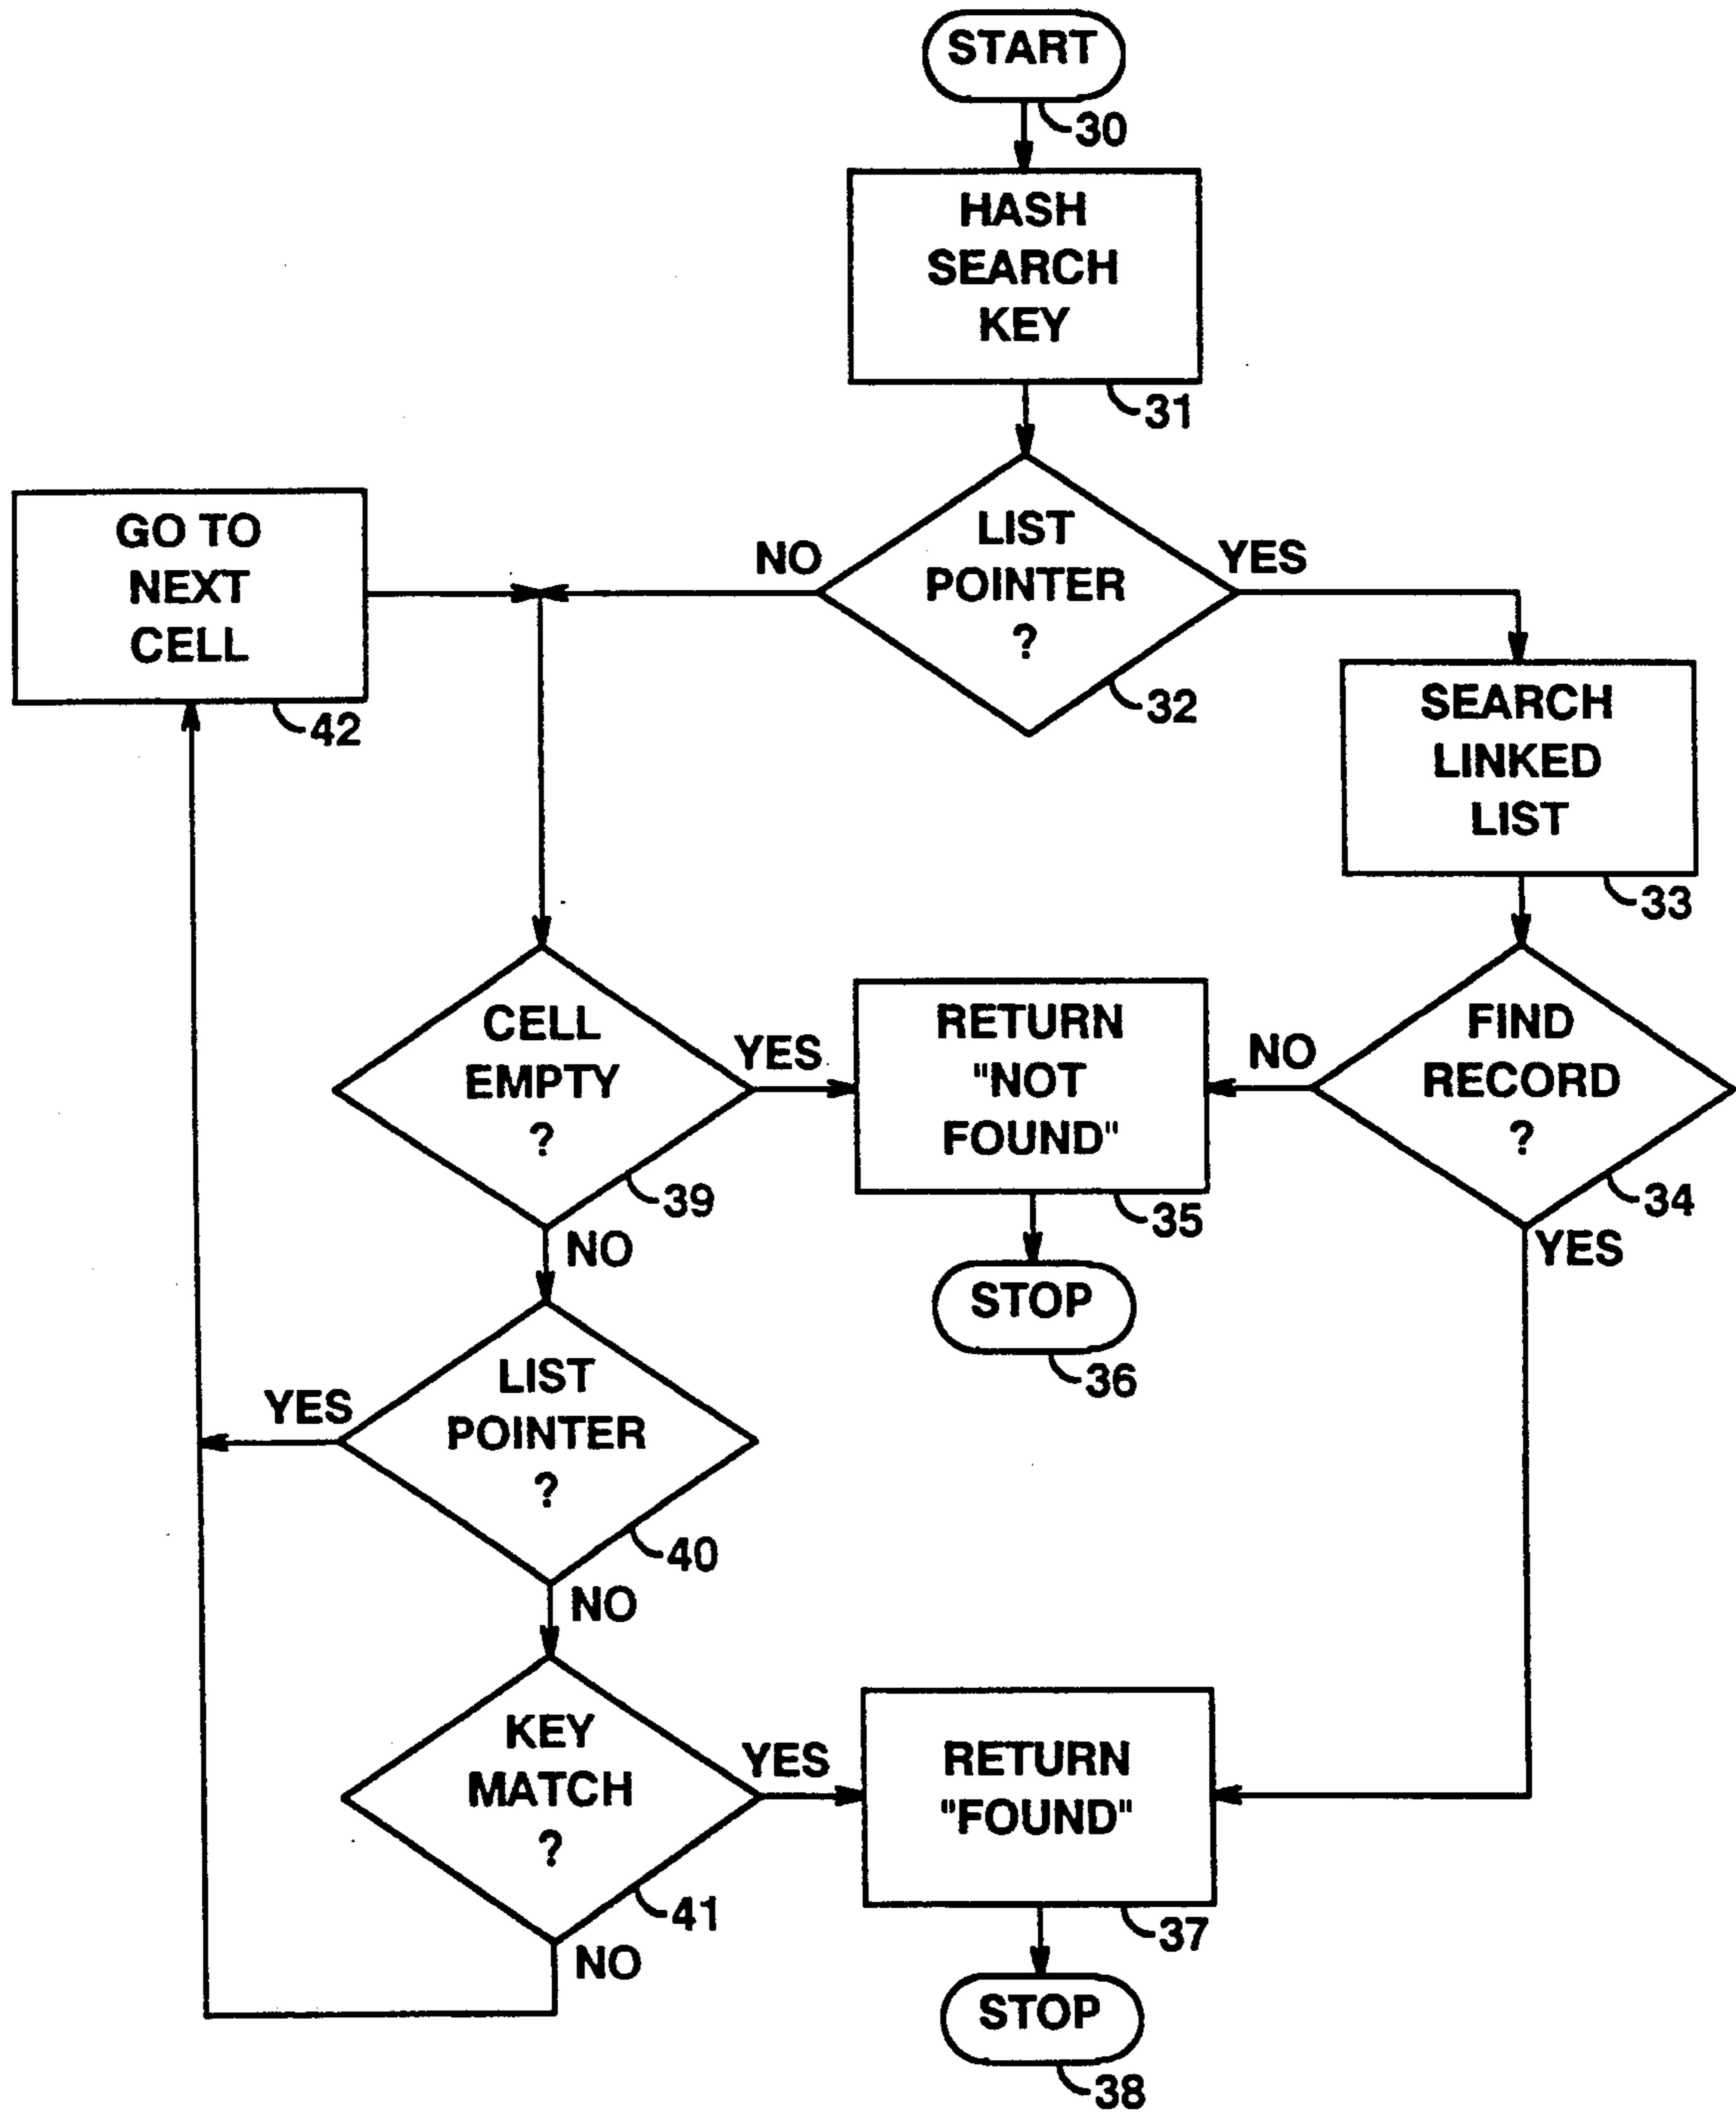 START
30
HASH
SEARCH
KEY
31
LIST
POINTER
?
32
NO
YES
GO TO
NEXT
CELL
42
SEARCH
LINKED
LIST
33
CELL
EMPTY
?
39
YES
NO
RETURN
"NOT
FOUND"
35
STOP
36
FIND
RECORD
?
34
NO
YES
LIST
POINTER
?
40
YES
NO
KEY
MATCH
?
41
YES
NO
RETURN
"FOUND"
37
STOP
38